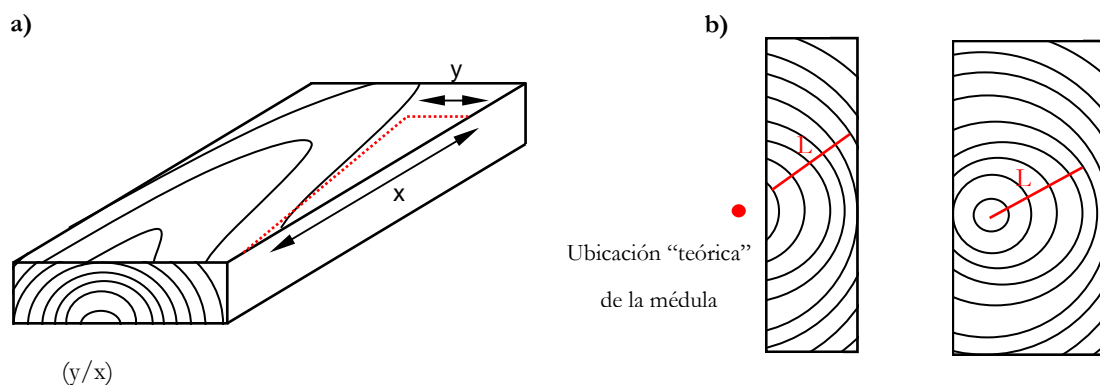 a)
y
x
(y/x)
b)
L
Ubicación “teórica”
de la médula
L